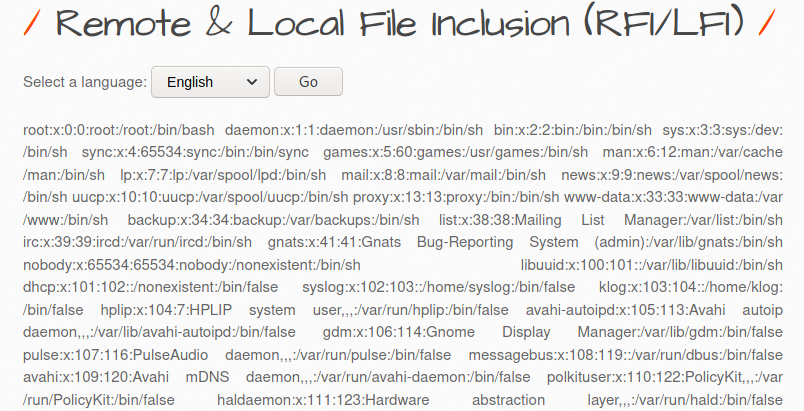 / Remote & Local File Inclusion (RFI/LFI) /
Select a language: English Go
root:x:0:0:root:/root:/bin/bash daemon:x:1:1:daemon:/usr/sbin:/bin/sh bin:x:2:2:bin:/bin:/bin/sh sys:x:3:3:sys:/dev:
/bin/sh sync:x:4:65534:sync:/bin:/bin/sync games:x:5:60:games:/usr/games:/bin/sh man:x:6:12:man:/var/cache
/man:/bin/sh lp:x:7:7:lp:/var/spool/lpd:/bin/sh mail:x:8:8:mail:/var/mail:/bin/sh news:x:9:9:news:/var/spool/news:
/bin/sh uucp:x:10:10:uucp:/var/spool/uucp:/bin/sh proxy:x:13:13:proxy:/bin:/bin/sh www-data:x:33:33:www-data:/var
/www:/bin/sh backup:x:34:34:backup:/var/backups:/bin/sh list:x:38:38:Mailing List Manager:/var/list:/bin/sh
irc:x:39:39:ircd:/var/run/ircd:/bin/sh gnats:x:41:41:Gnats Bug-Reporting System (admin):/var/lib/gnats:/bin/sh
nobody:x:65534:65534:nobody:/nonexistent:/bin/sh libuuid:x:100:101::/var/lib/libuuid:/bin/sh
dhcp:x:101:102::/nonexistent:/bin/false syslog:x:102:103::/home/syslog:/bin/false klog:x:103:104::/home/klog:
/bin/false hplip:x:104:7:HPLIP system user,,,:/var/run/hplip:/bin/false avahi-autoipd:x:105:113:Avahi autoip
daemon,,,:/var/lib/avahi-autoipd:/bin/false gdm:x:106:114:Gnome Display Manager:/var/lib/gdm:/bin/false
pulse:x:107:116:PulseAudio daemon,,,:/var/run/pulse:/bin/false messagebus:x:108:119::/var/run/dbus:/bin/false
avahi:x:109:120:Avahi mDNS daemon,,,:/var/run/avahi-daemon:/bin/false polkituser:x:110:122:PolicyKit,,,:/var
/run/PolicyKit:/bin/false haldaemon:x:111:123:Hardware abstraction layer,,,:/var/run/hald:/bin/false